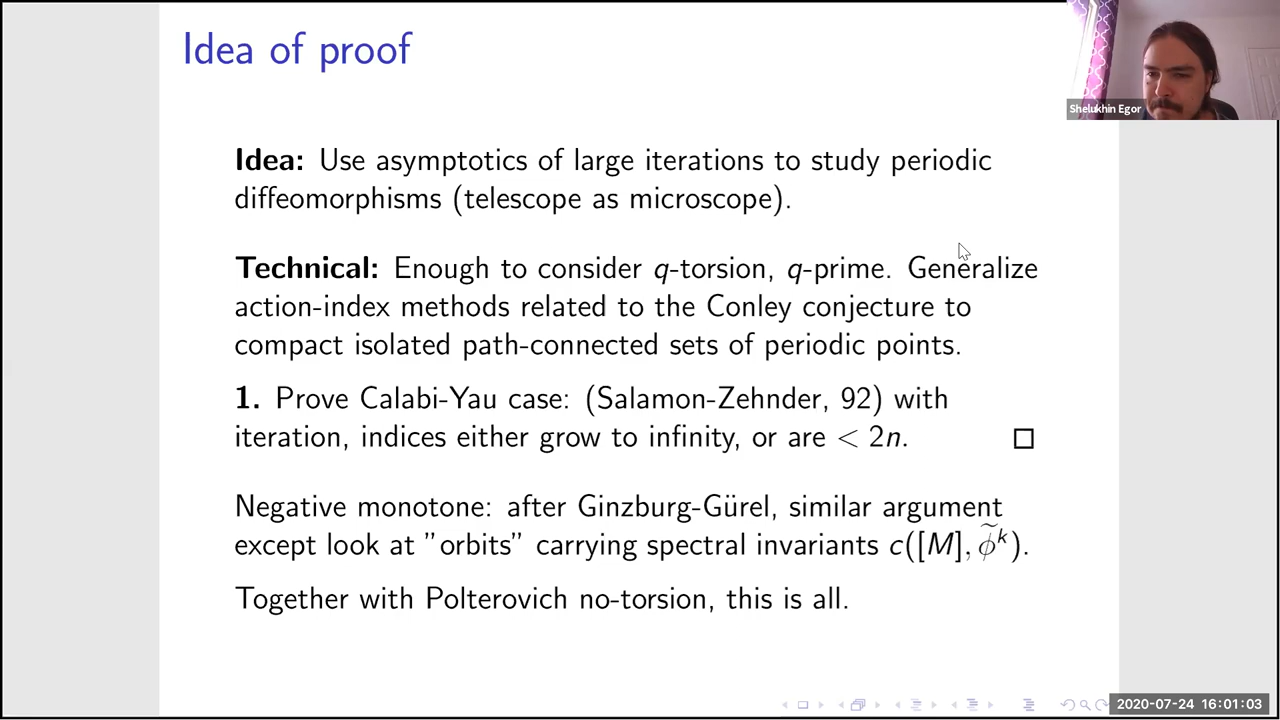 Idea of proof
Shelukhin Egor
Idea: Use asymptotics of large iterations to study periodic
diffeomorphisms (telescope as microscope).
Technical: Enough to consider q-torsion, q-prime. Generalize
action-index methods related to the Conley conjecture to
compact isolated path-connected sets of periodic points.
1. Prove Calabi-Yau case: (Salamon-Zehnder, 92) with
iteration, indices either grow to infinity, or are < 2n. □
Negative monotone: after Ginzburg-Gürel, similar argument
except look at "orbits" carrying spectral invariants c([M], ϕ̃ᵏ).
Together with Polterovich no-torsion, this is all.
2020-07-24 16:01:03